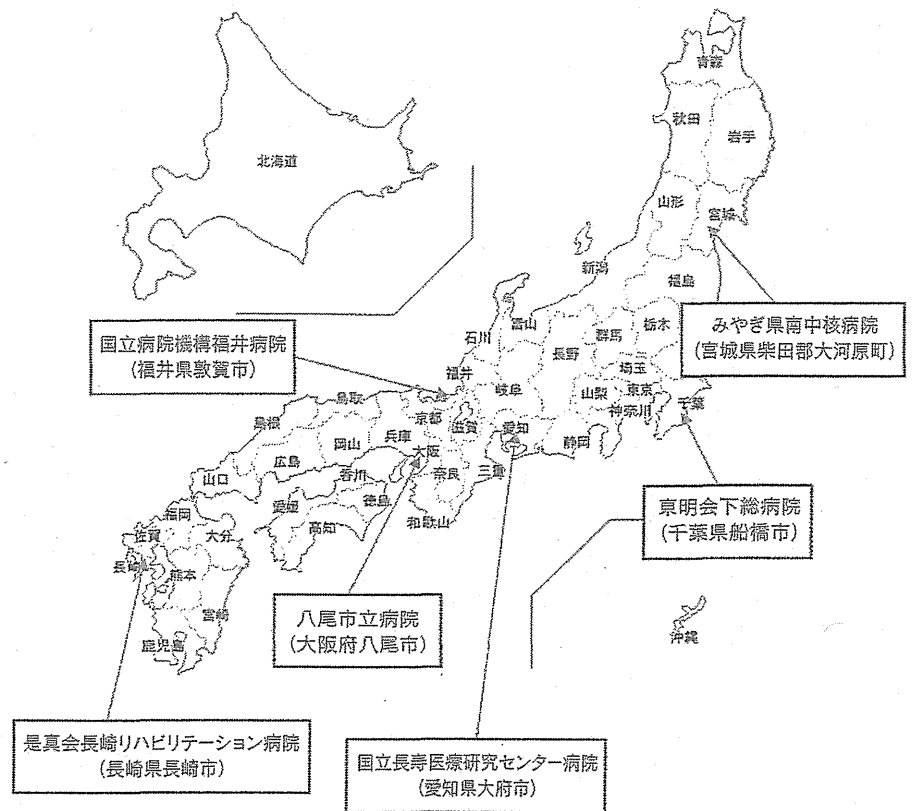 青森
秋田
岩手
北海道
山形
宮城
新潟
福島
みやぎ県南中核病院
(宮城県柴田郡大河原町)
国立病院機構福井病院
(福井県敦賀市)
石川
富山
群馬
栃木
長野
福井
埼玉
岐阜
山梨
東京
神奈川
千葉
鳥取
島根
京都
滋賀
愛知
静岡
岡山
兵庫
大阪
広島
奈良
三重
山口
香川
徳島
愛媛
高知
和歌山
福岡
佐賀
大分
長崎
熊本
宮崎
鹿児島
東明会下総病院
(千葉県船橋市)
八尾市立病院
(大阪府八尾市)
沖縄
是真会長崎リハビリテーション病院
(長崎県長崎市)
国立長寿医療研究センター病院
(愛知県大府市)